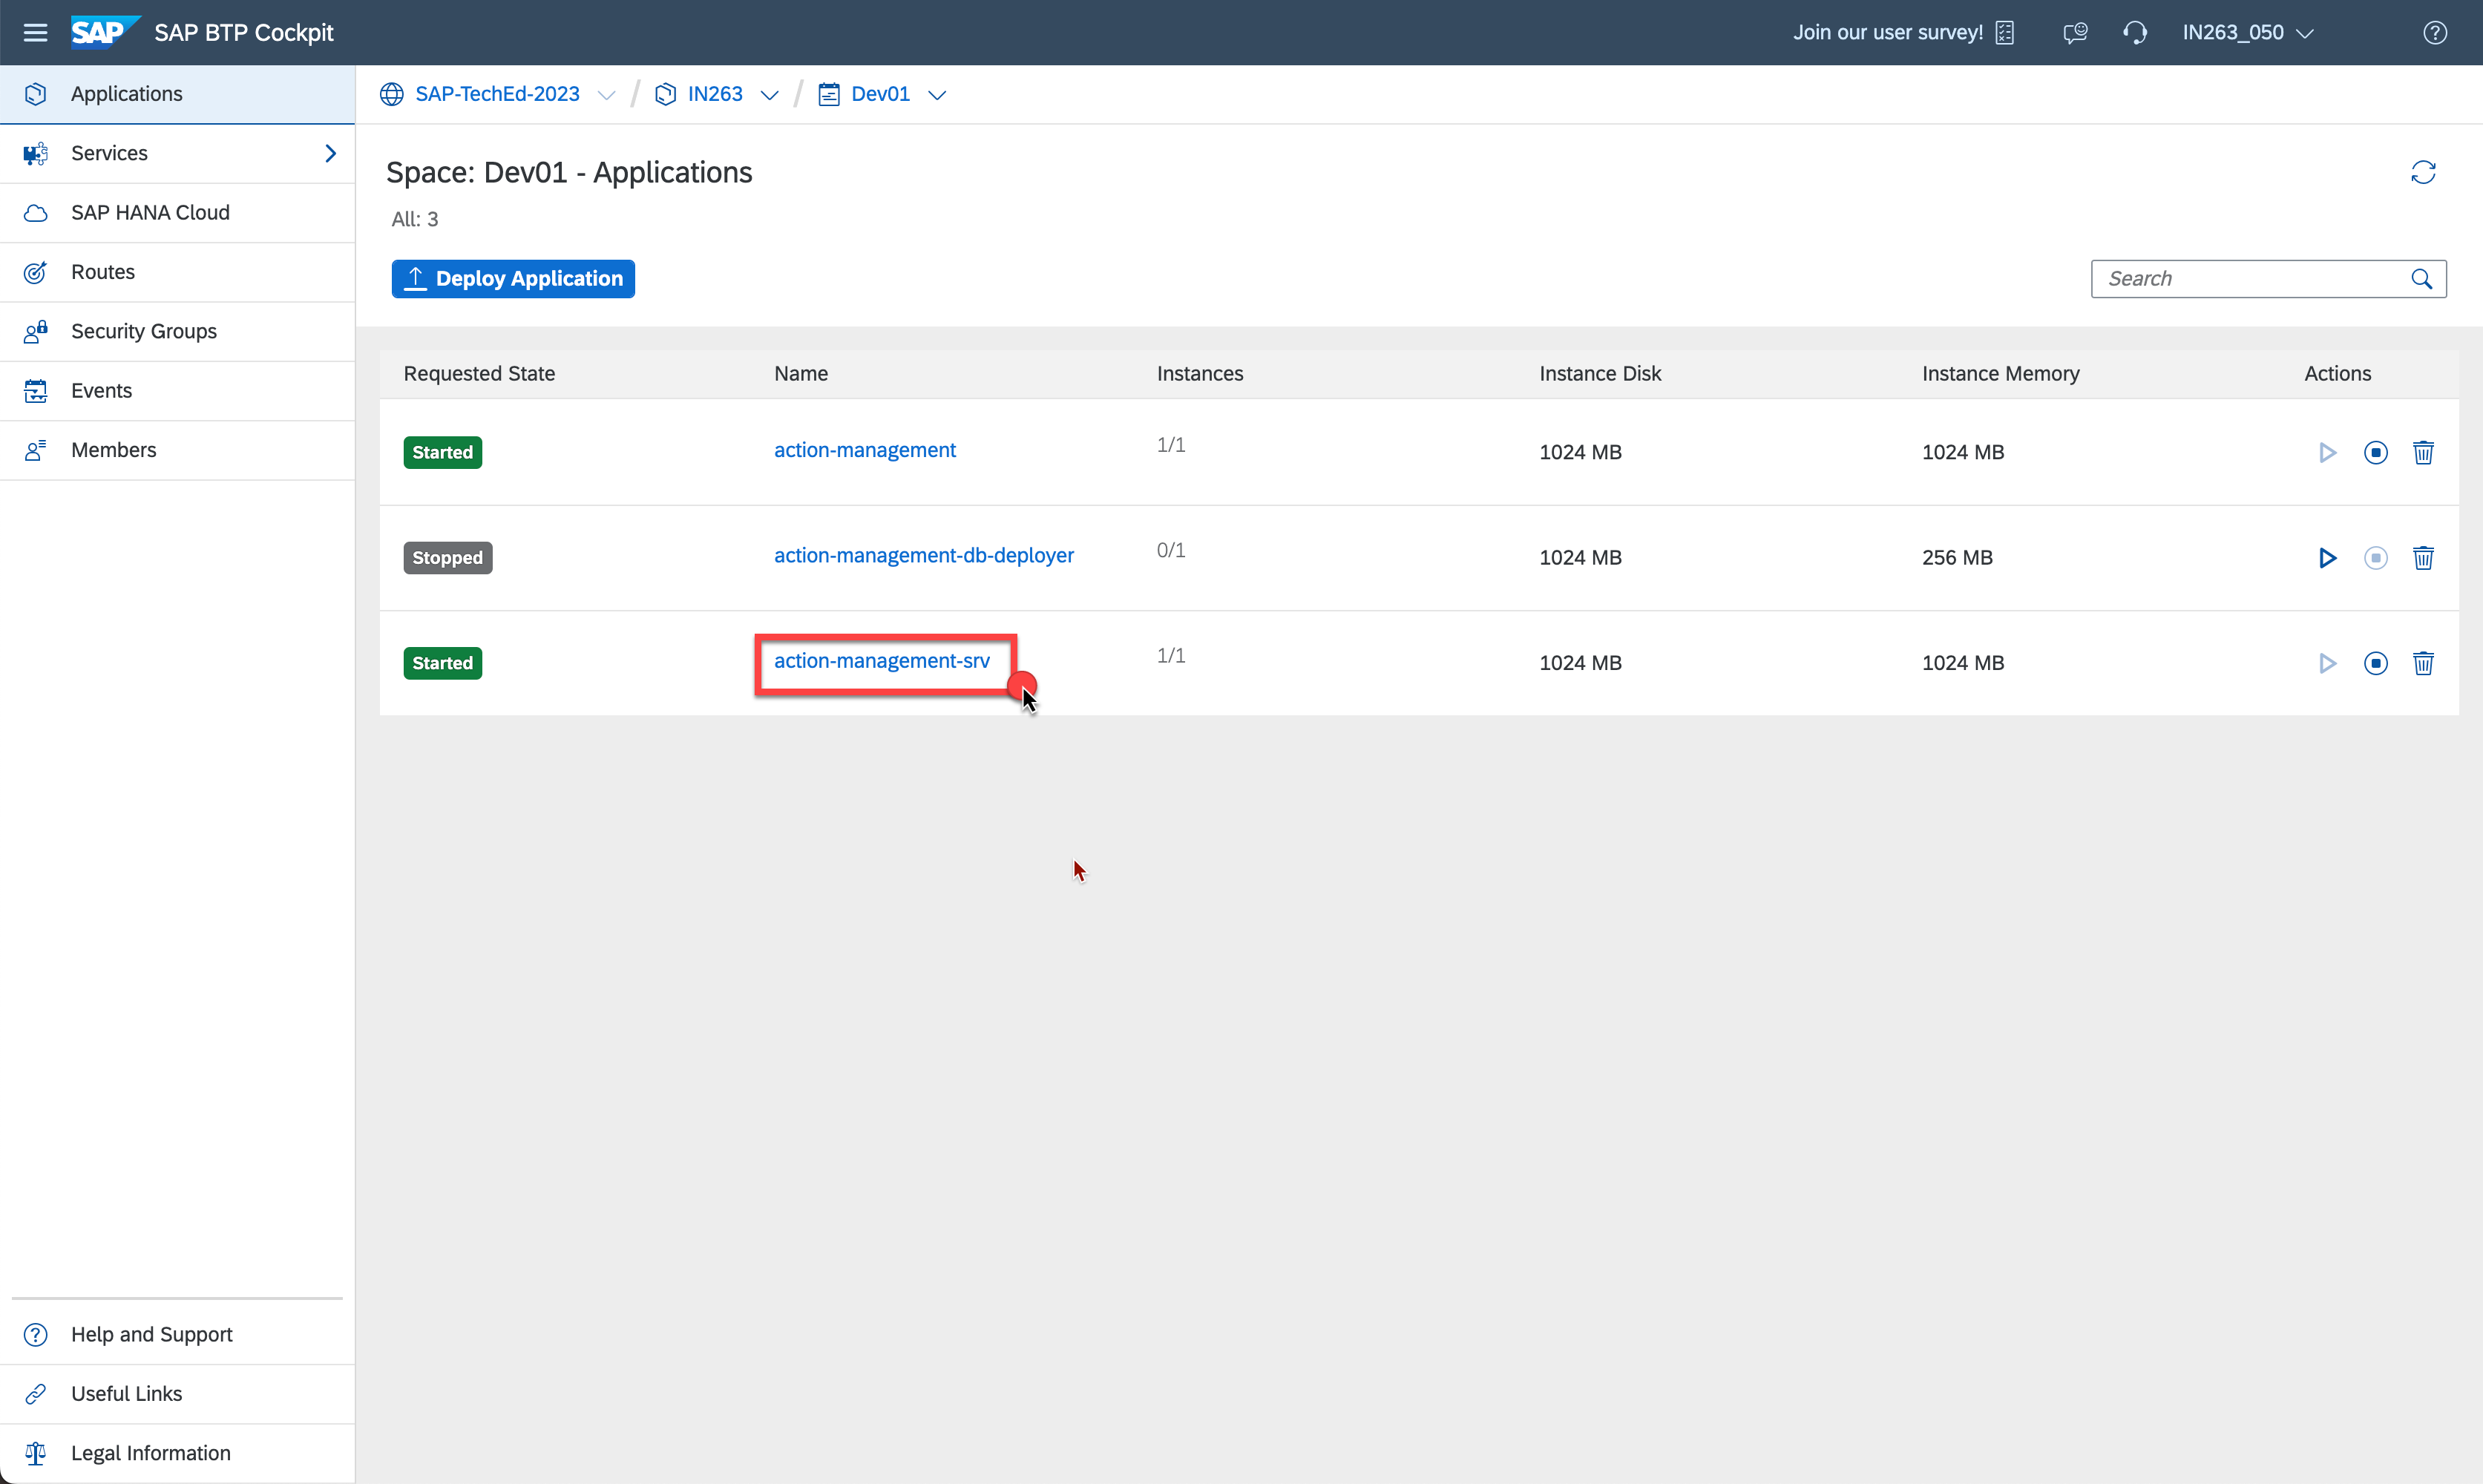 SAP SAP BTP Cockpit
Join our user survey!
IN263_050
Applications
Services
SAP HANA Cloud
Routes
Security Groups
Events
Members
Help and Support
Useful Links
Legal Information
SAP-TechEd-2023 / IN263 / Dev01
Space: Dev01 - Applications
All: 3
Deploy Application
Search
Requested State Name Instances Instance Disk Instance Memory Actions
Started action-management 1/1 1024 MB 1024 MB
Stopped action-management-db-deployer 0/1 1024 MB 256 MB
Started action-management-srv 1/1 1024 MB 1024 MB